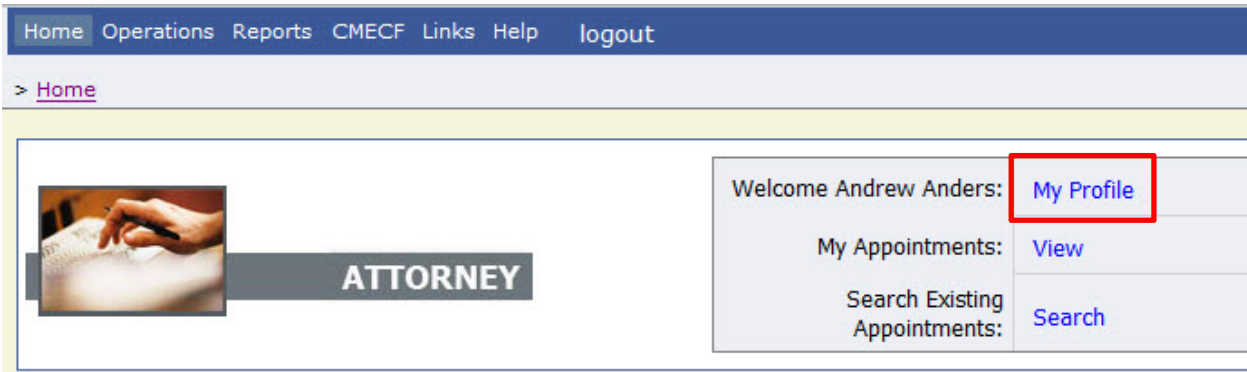 Home Operations Reports CMECF Links Help logout
> Home
ATTORNEY
Welcome Andrew Anders: My Profile
My Appointments: View
Search Existing
Appointments: Search